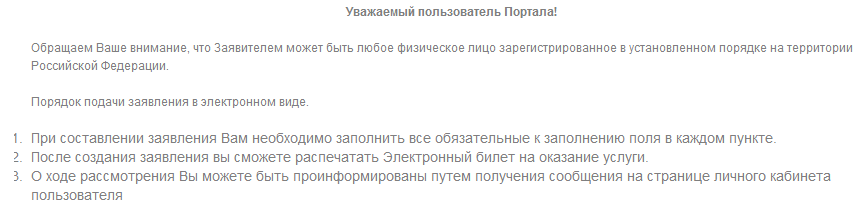 Уважаемый пользователь Портала!
Обращаем Ваше внимание, что Заявителем может быть любое физическое лицо зарегистрированное в установленном порядке на территории
Российской Федерации.
Порядок подачи заявления в электронном виде.
1. При составлении заявления Вам необходимо заполнить все обязательные к заполнению поля в каждом пункте.
2. После создания заявления вы сможете распечатать Электронный билет на оказание услуги.
3. О ходе рассмотрения Вы можете быть проинформированы путем получения сообщения на странице личного кабинета
пользователя